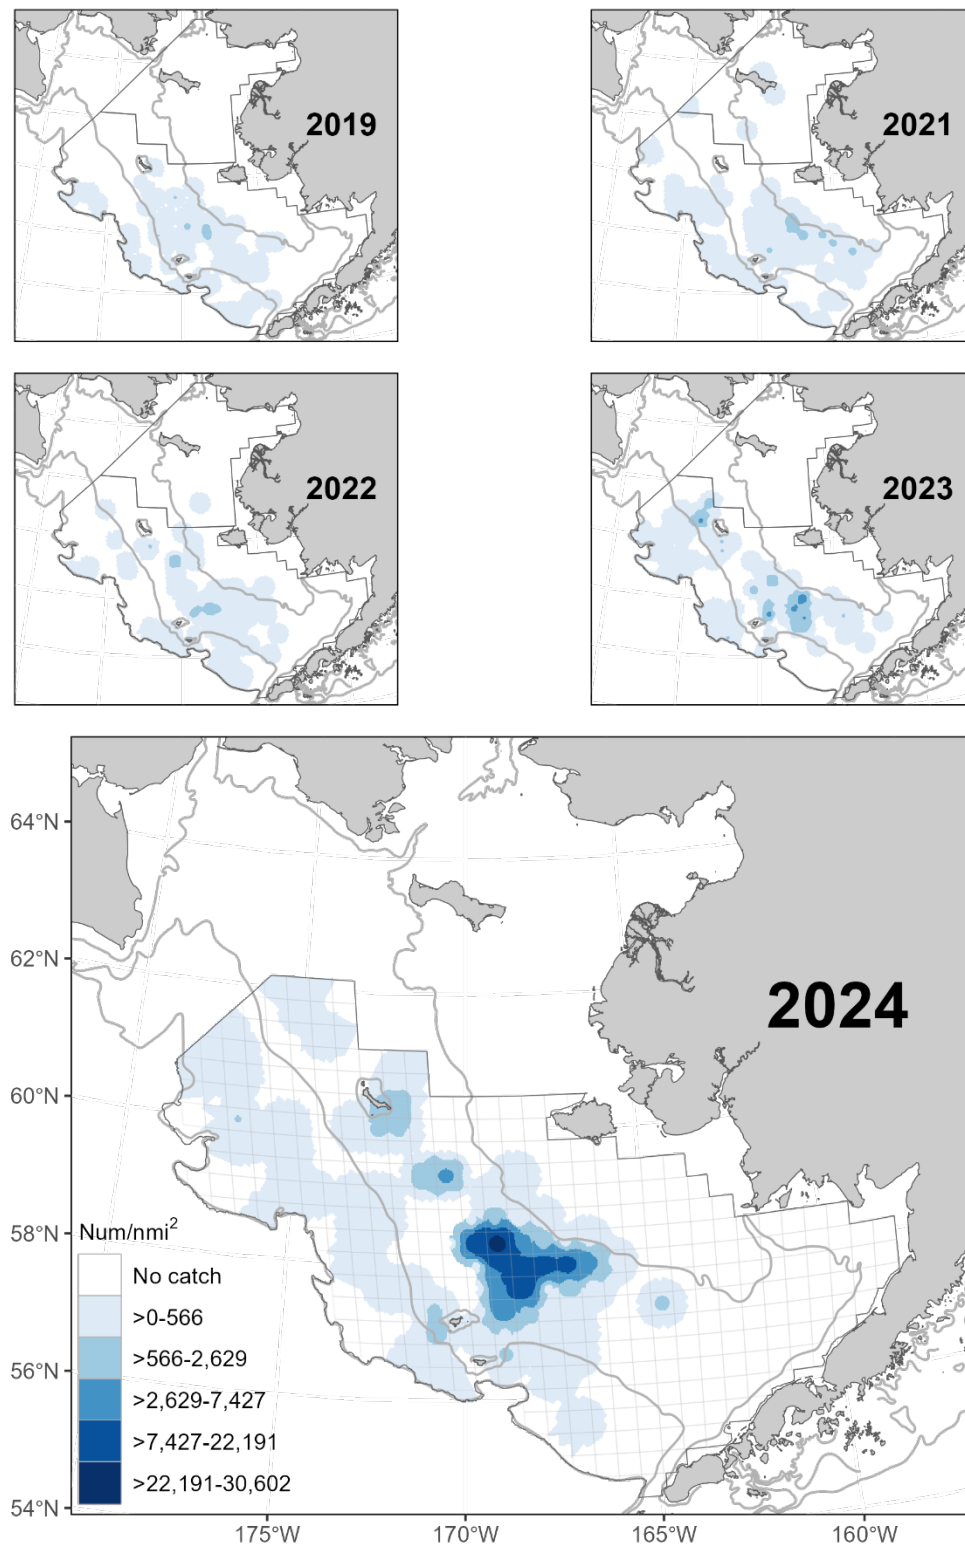 2019
2021
2022
2023
2024
64°N
62°N
60°N
58°N
56°N
54°N
Num/nmi²
No catch
>0-566
>566-2,629
>2,629-7,427
>7,427-22,191
>22,191-30,602
175°W
170°W
165°W
160°W